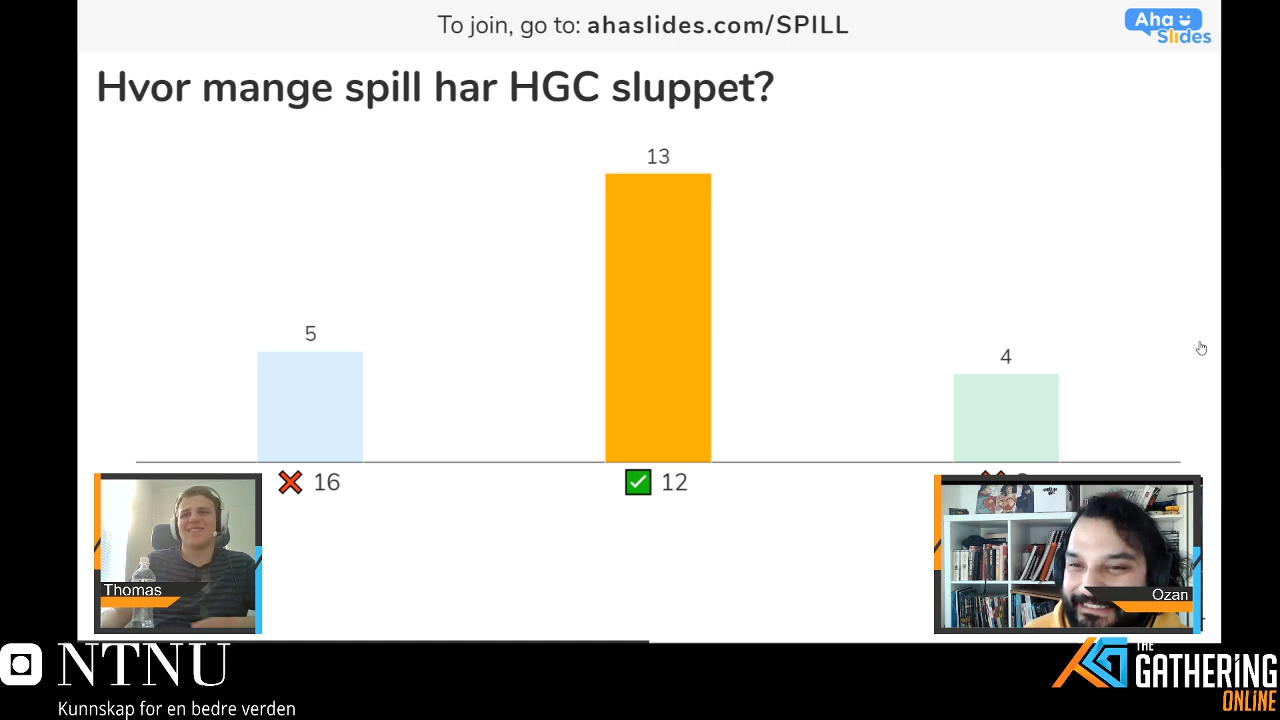 To join, go to: ahaslides.com/SPILL
Aha
Slides
Hvor mange spill har HGC sluppet?
13
5
4
16
12
Thomas
Ozan
NTNU
Kunnskap for en bedre verden
THE
GATHERING
ONLINE